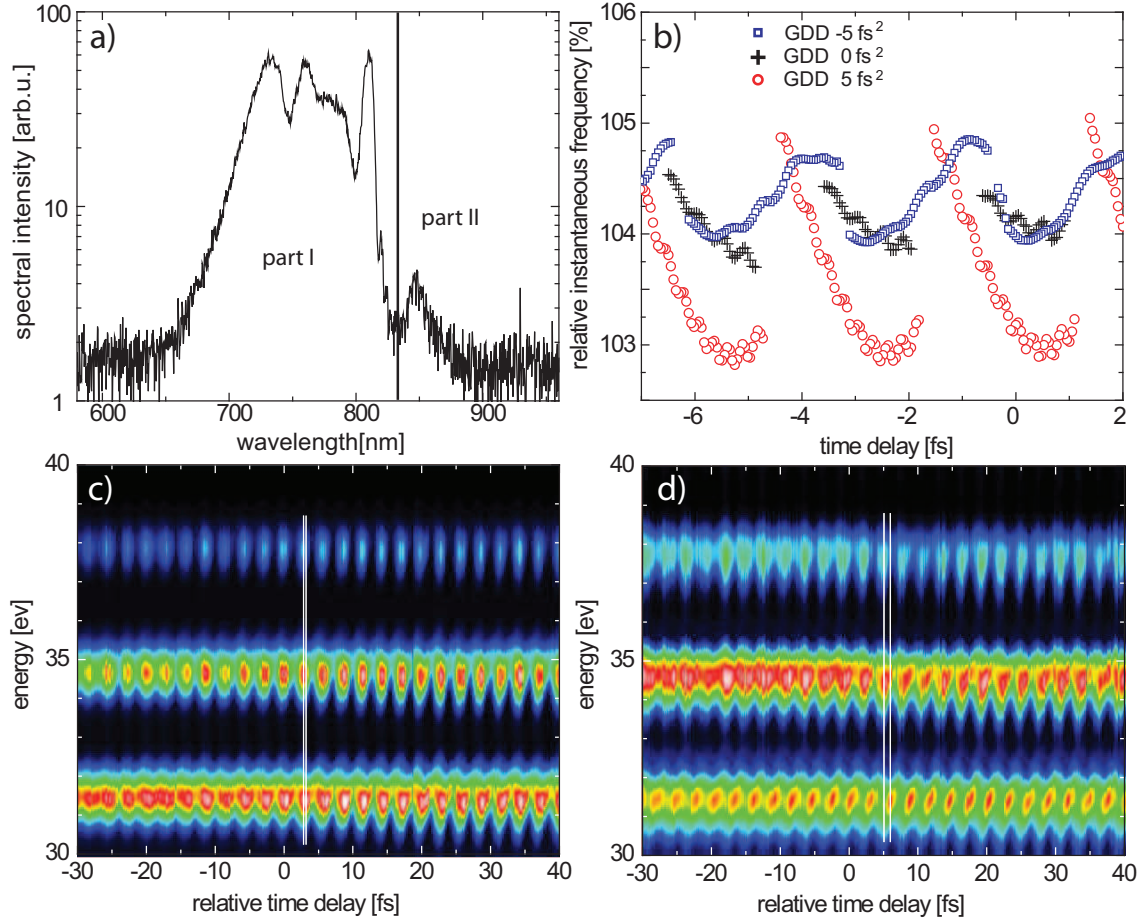 a)
100
10
1
spectral intensity [arb.u.]
part I
part II
600
700
800
900
wavelength[nm]
b)
GDD -5 fs²
GDD 0 fs²
GDD 5 fs²
106
105
104
103
relative instantaneous frequency [%]
-6
-4
-2
0
2
time delay [fs]
c)
40
35
30
energy [ev]
-30
-20
-10
0
10
20
30
40
relative time delay [fs]
d)
40
35
30
energy [ev]
-30
-20
-10
0
10
20
30
40
relative time delay [fs]